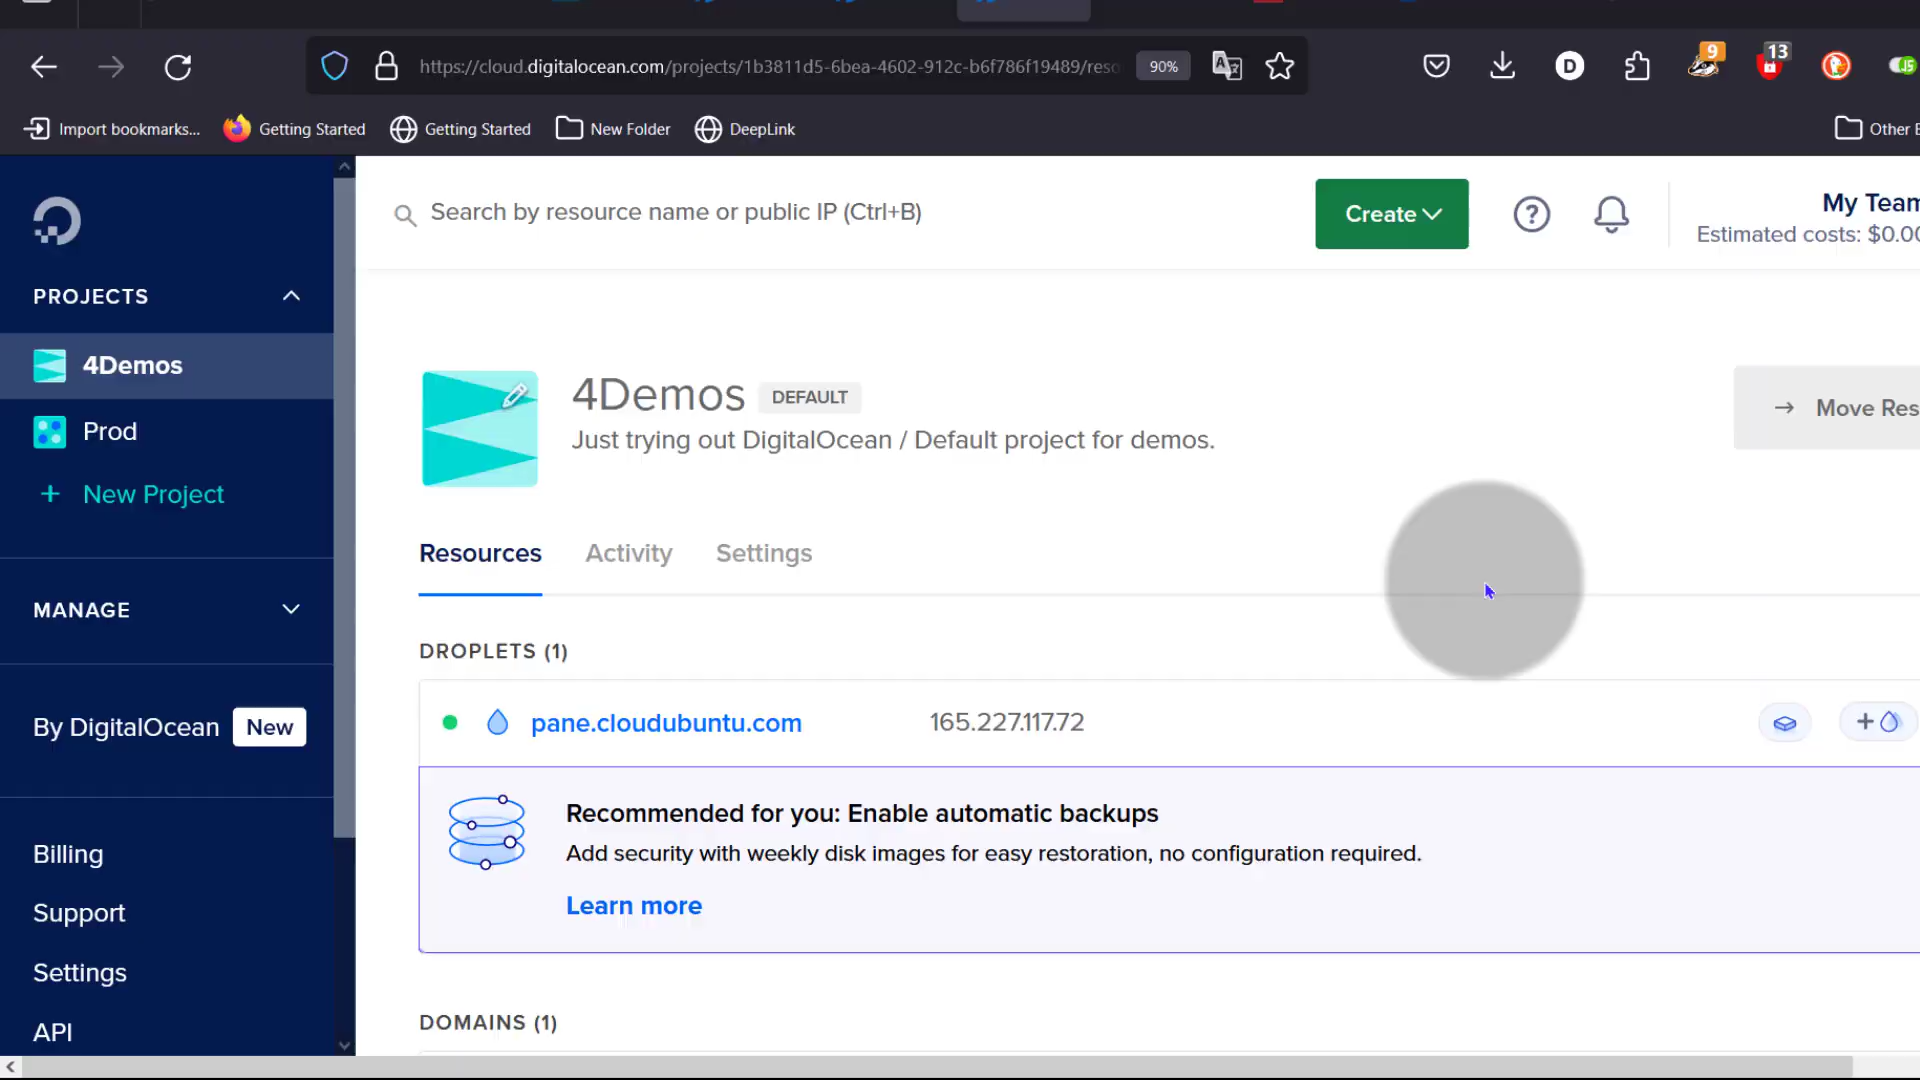 https://cloud.digitalocean.com/projects/1b3811d5-6bea-4602-912c-b6f786f19489/reso
90%
D
9
13
JS
Import bookmarks...
Getting Started
Getting Started
New Folder
DeepLink
Other B
Search by resource name or public IP (Ctrl+B)
Create
?
My Team
Estimated costs: $0.00
PROJECTS
4Demos
Prod
+ New Project
MANAGE
By DigitalOcean New
Billing
Support
Settings
API
4Demos DEFAULT
Just trying out DigitalOcean / Default project for demos.
→ Move Res
Resources Activity Settings
DROPLETS (1)
pane.cloudubuntu.com 165.227.117.72
+
Recommended for you: Enable automatic backups
Add security with weekly disk images for easy restoration, no configuration required.
Learn more
DOMAINS (1)